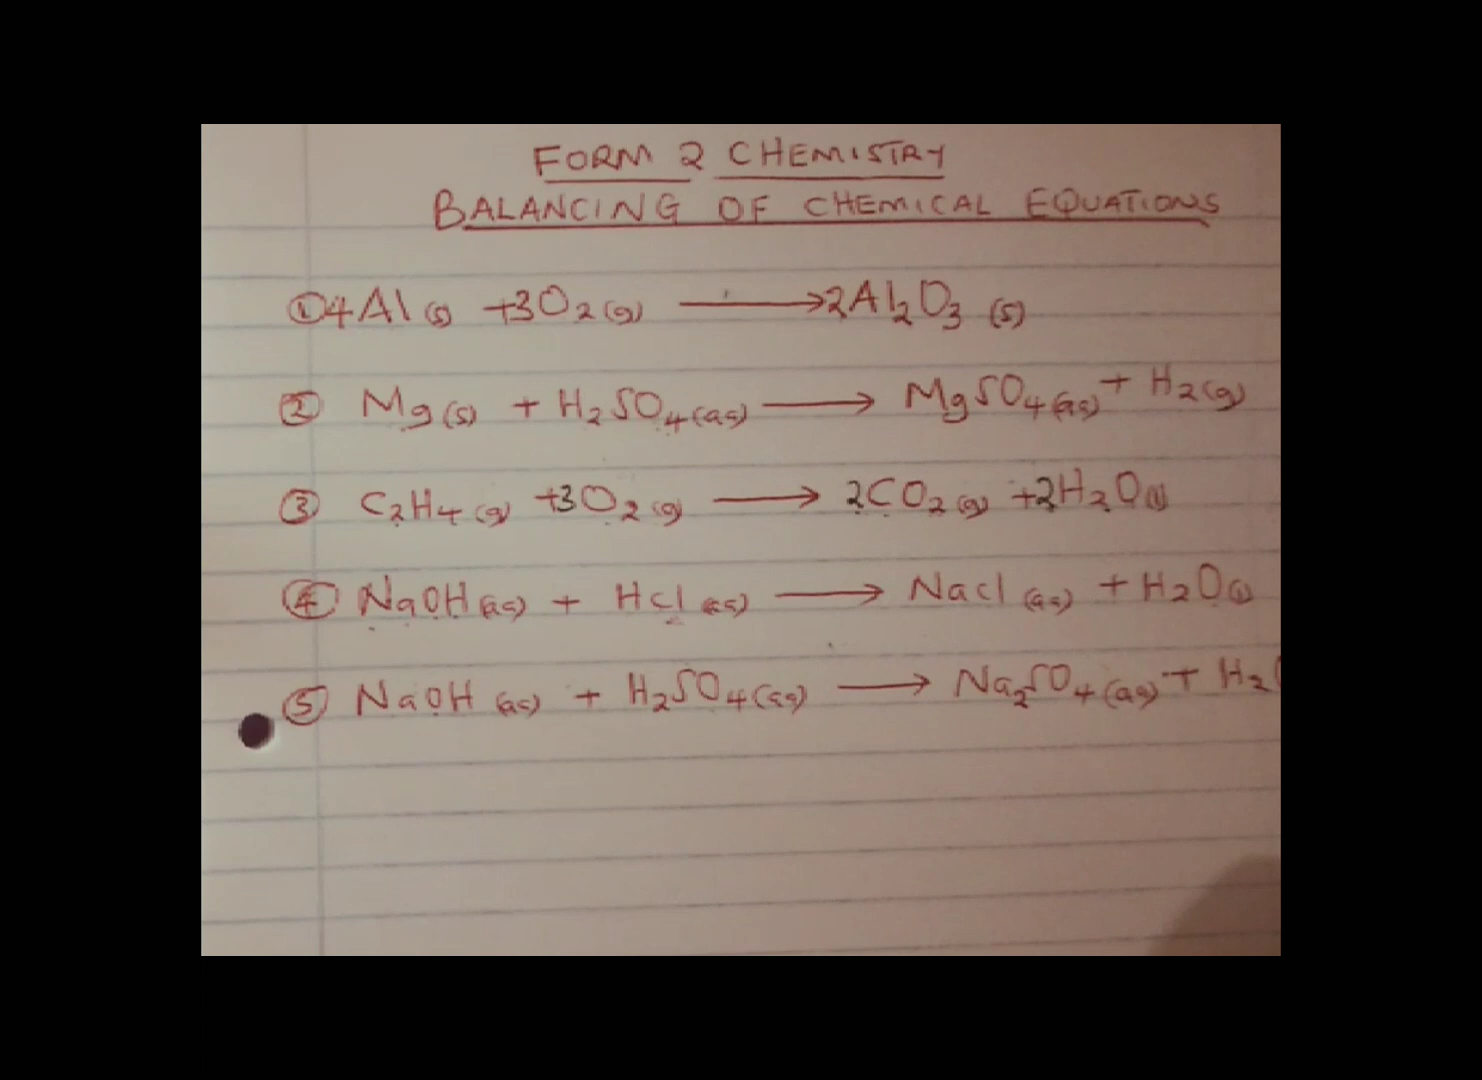 FORM 2 CHEMISTRY
BALANCING OF CHEMICAL EQUATIONS
① 4Al (s) + 3O₂ (g) → 2Al₂O₃ (s)
② Mg (s) + H₂SO₄ (aq) → MgSO₄ (aq) + H₂ (g)
③ C₂H₄ (g) + 3O₂ (g) → 2CO₂ (g) + 2H₂O (l)
④ NaOH (aq) + HCl (aq) → Nacl (aq) + H₂O (l)
⑤ NaOH (aq) + H₂SO₄ (aq) → Na₂SO₄ (aq) + H₂